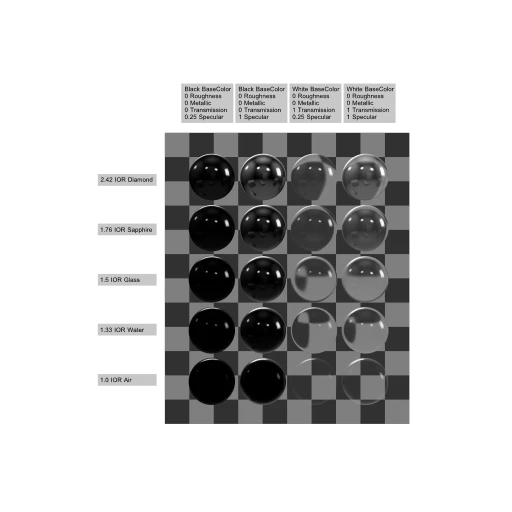 Black BaseColor
0 Roughness
0 Metallic
0 Transmission
0.25 Specular
Black BaseColor
0 Roughness
0 Metallic
0 Transmission
1 Specular
White BaseColor
0 Roughness
0 Metallic
1 Transmission
0.25 Specular
White BaseColor
0 Roughness
0 Metallic
1 Transmission
1 Specular
2.42 IOR Diamond
1.76 IOR Sapphire
1.5 IOR Glass
1.33 IOR Water
1.0 IOR Air